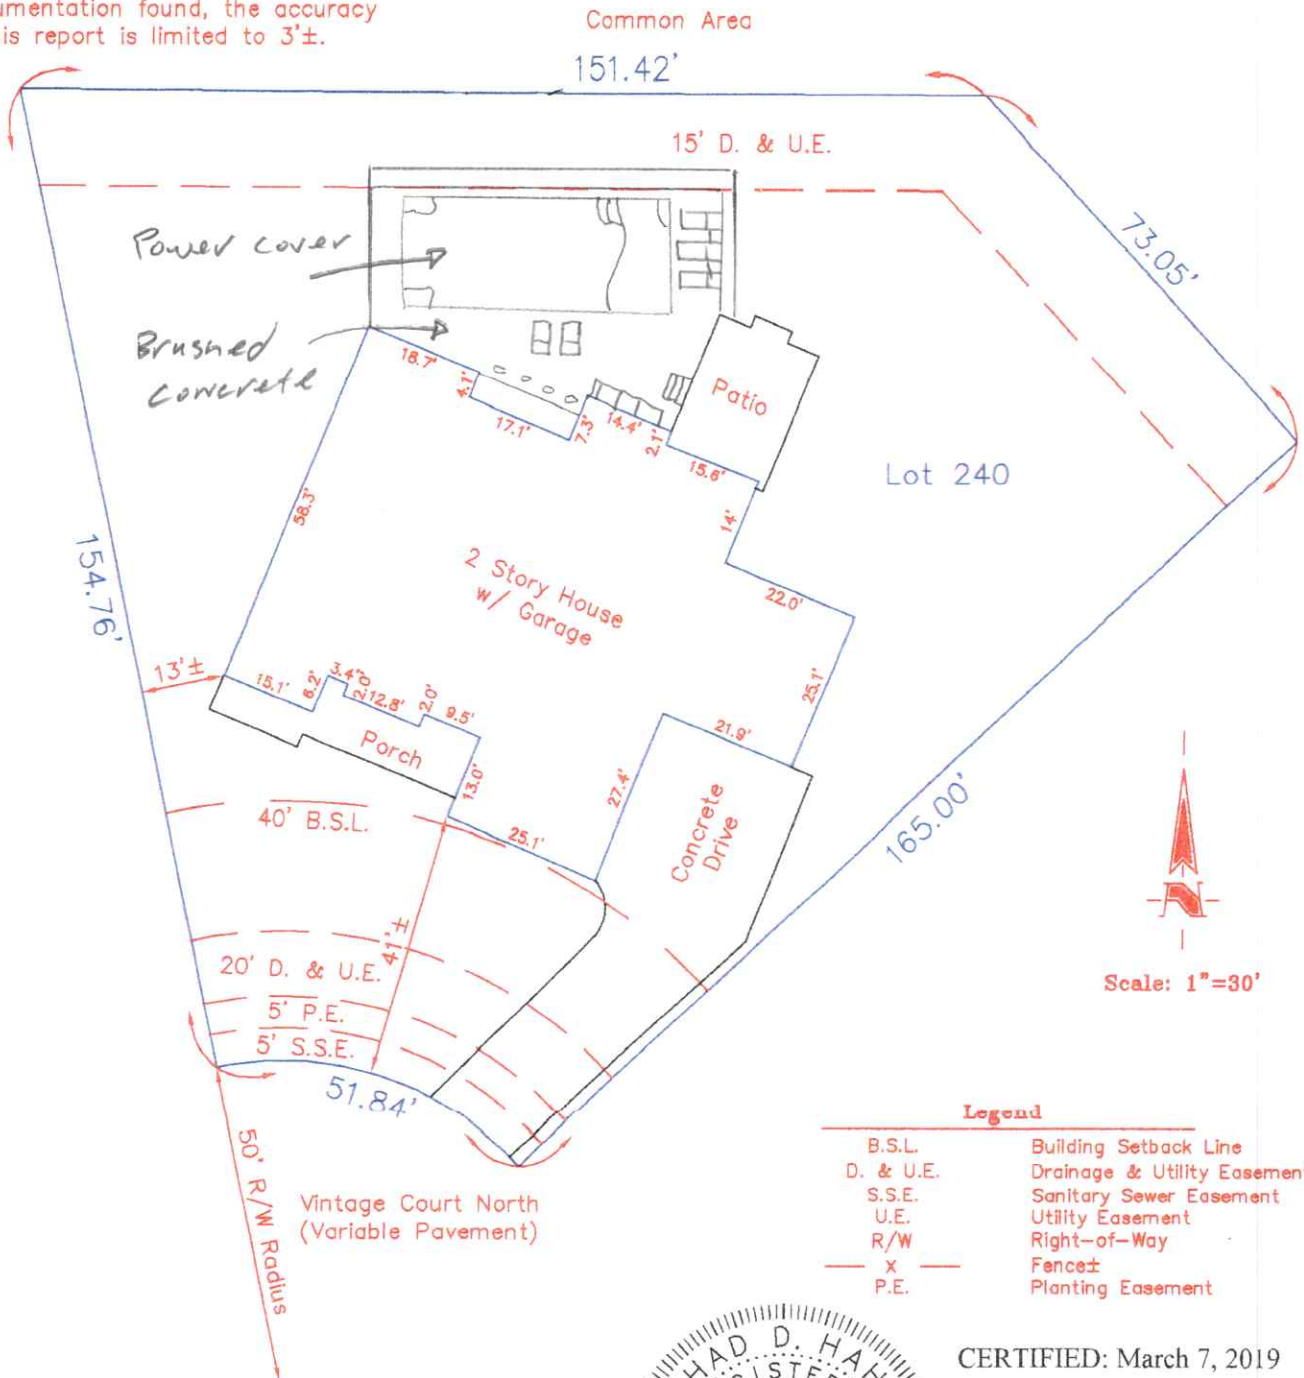 umentation found, the accuracy
is report is limited to 3'±.
Common Area
151.42'
15' D. & U.E.
Power cover
Brushed
concrete
73.05'
18.7'
4.1'
17.1'
7.3'
14.4'
2.1'
Patio
15.6'
Lot 240
58.3'
14'
154.76'
2 Story House
w/ Garage
22.0'
13'±
15.1'
6.2'
3.4'
2.0'
12.8'
2.0'
9.5'
25.1'
21.9'
Porch
13.0'
27.4'
Concrete
Drive
165.00'
40' B.S.L.
25.1'
41'±
20' D. & U.E.
5' P.E.
5' S.S.E.
51.84'
N
Scale: 1"=30'
50' R/W Radius
Vintage Court North
(Variable Pavement)
Legend
B.S.L. Building Setback Line
D. & U.E. Drainage & Utility Easemen
S.S.E. Sanitary Sewer Easement
U.E. Utility Easement
R/W Right-of-Way
— X — Fence±
P.E. Planting Easement
HAD D. HAH
ISTER
CERTIFIED: March 7, 2019